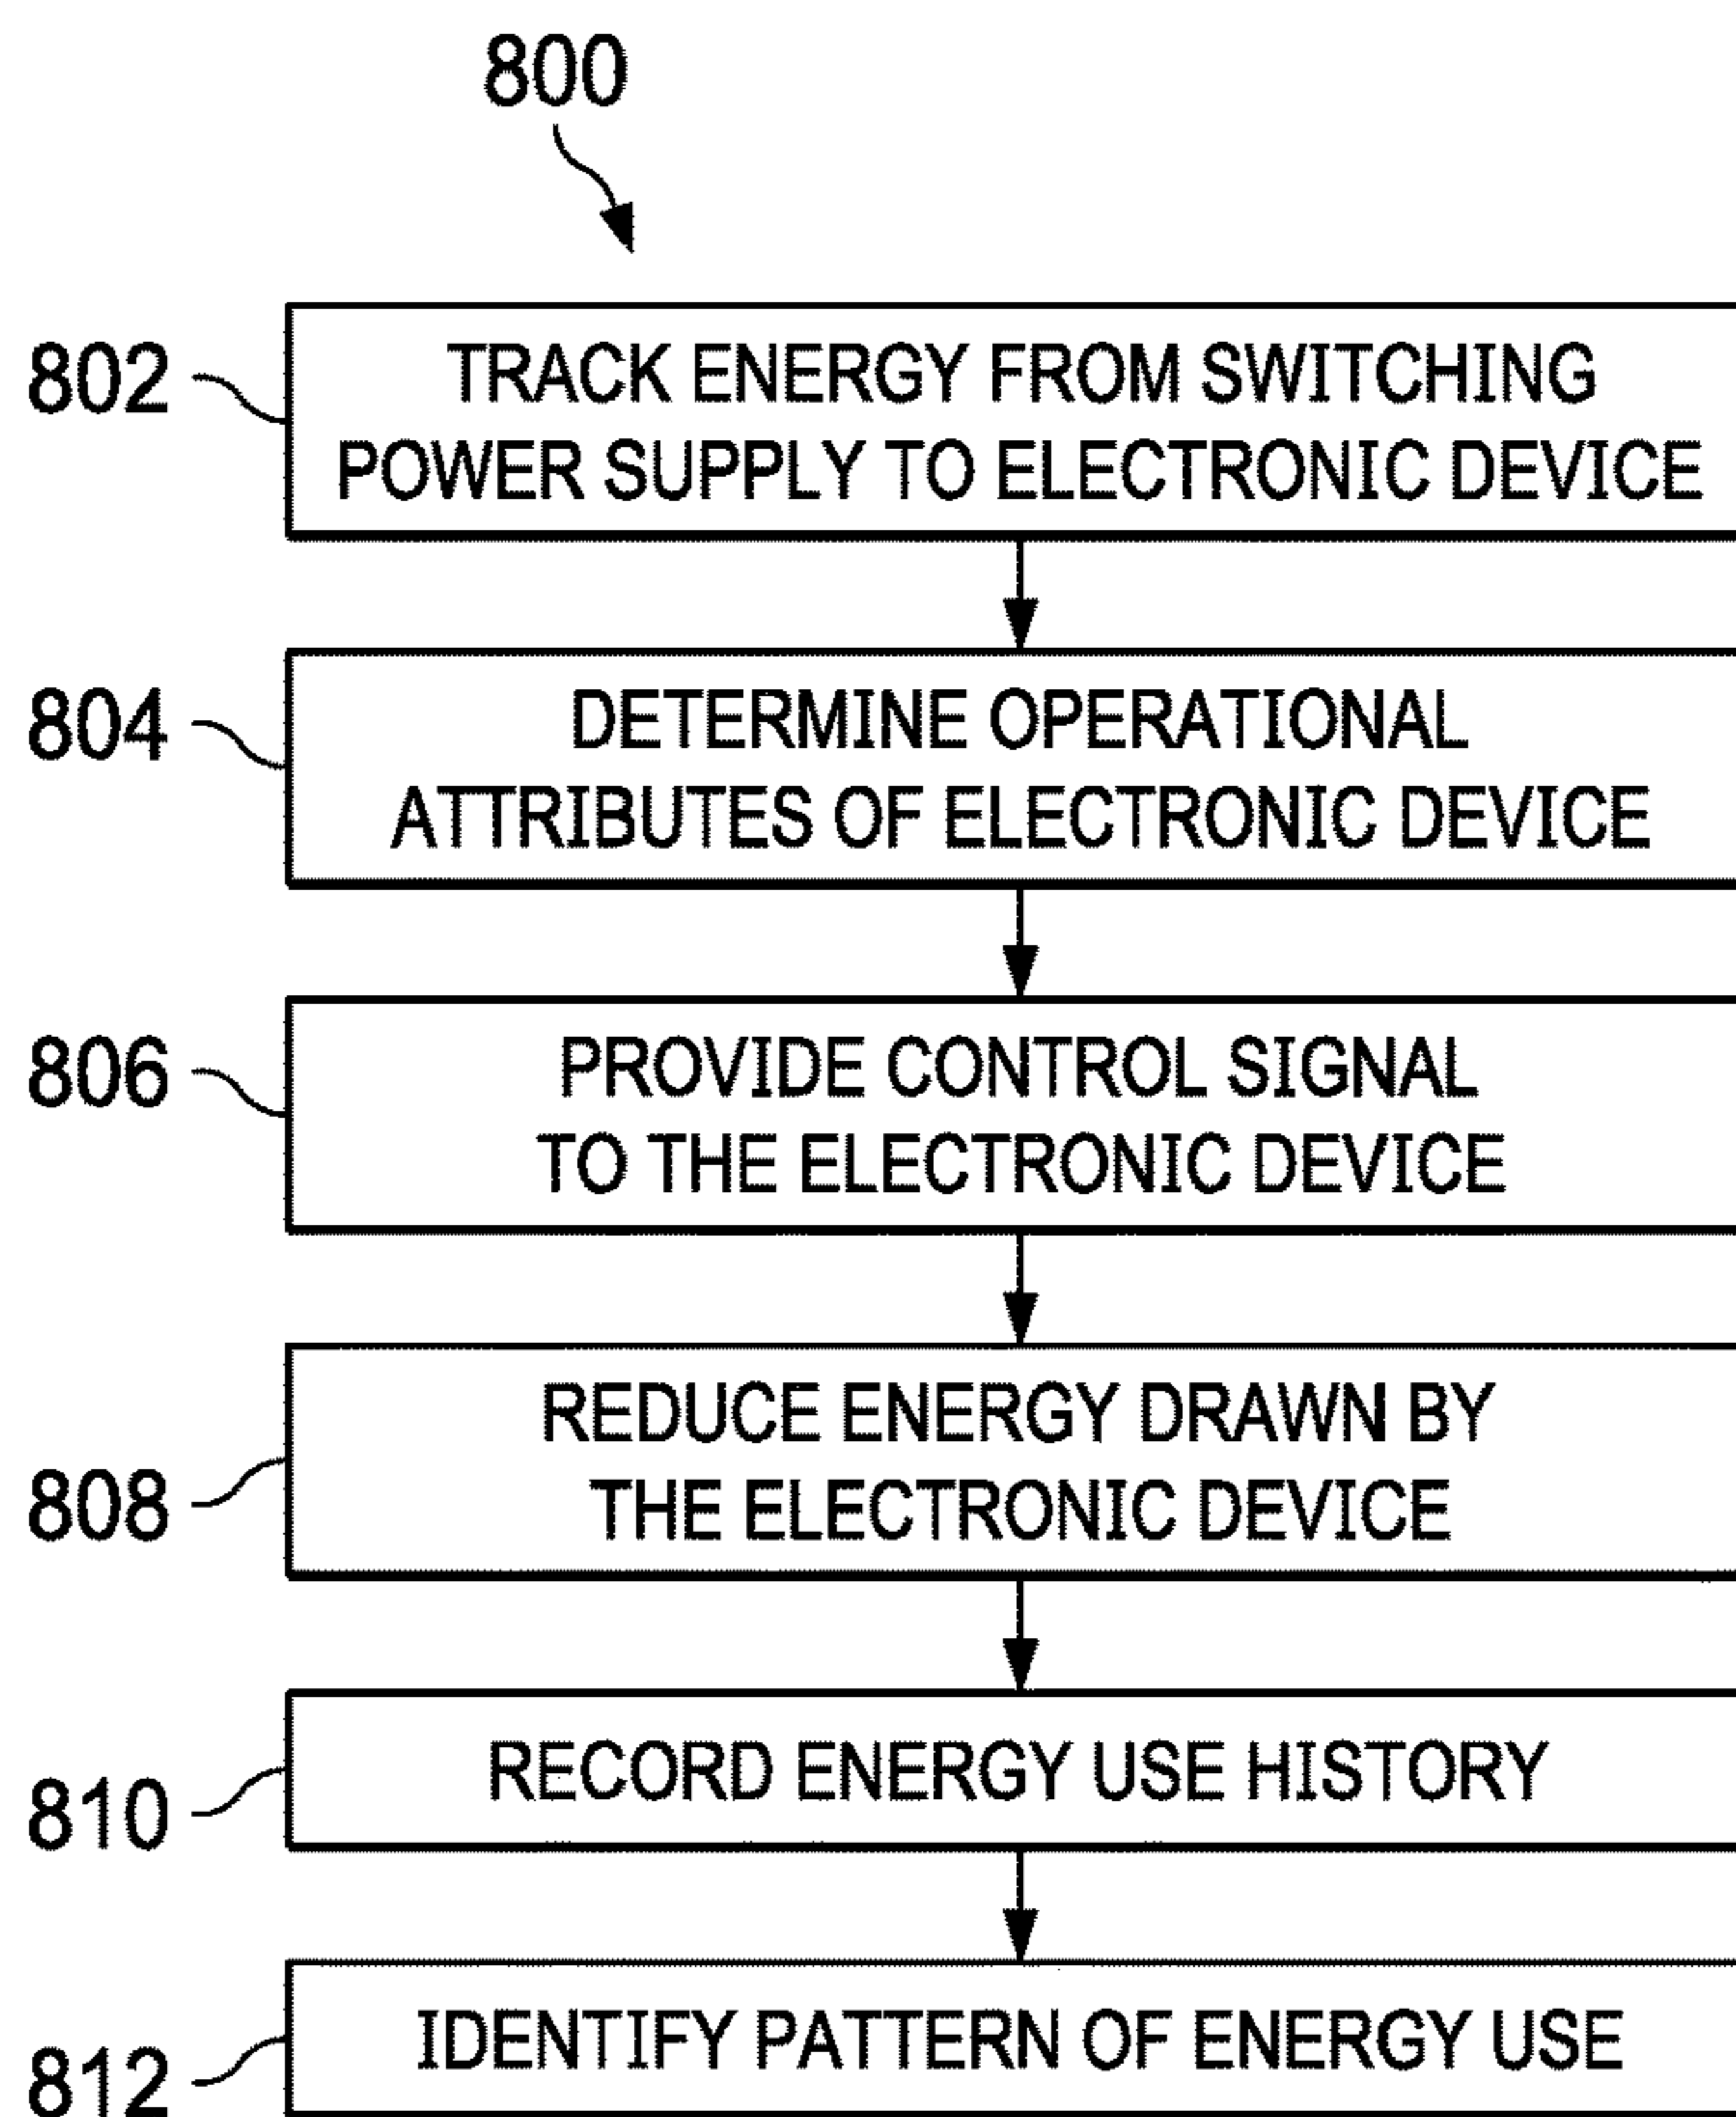 800
802
TRACK ENERGY FROM SWITCHING
POWER SUPPLY TO ELECTRONIC DEVICE
804
DETERMINE OPERATIONAL
ATTRIBUTES OF ELECTRONIC DEVICE
806
PROVIDE CONTROL SIGNAL
TO THE ELECTRONIC DEVICE
808
REDUCE ENERGY DRAWN BY
THE ELECTRONIC DEVICE
810
RECORD ENERGY USE HISTORY
812
IDENTIFY PATTERN OF ENERGY USE